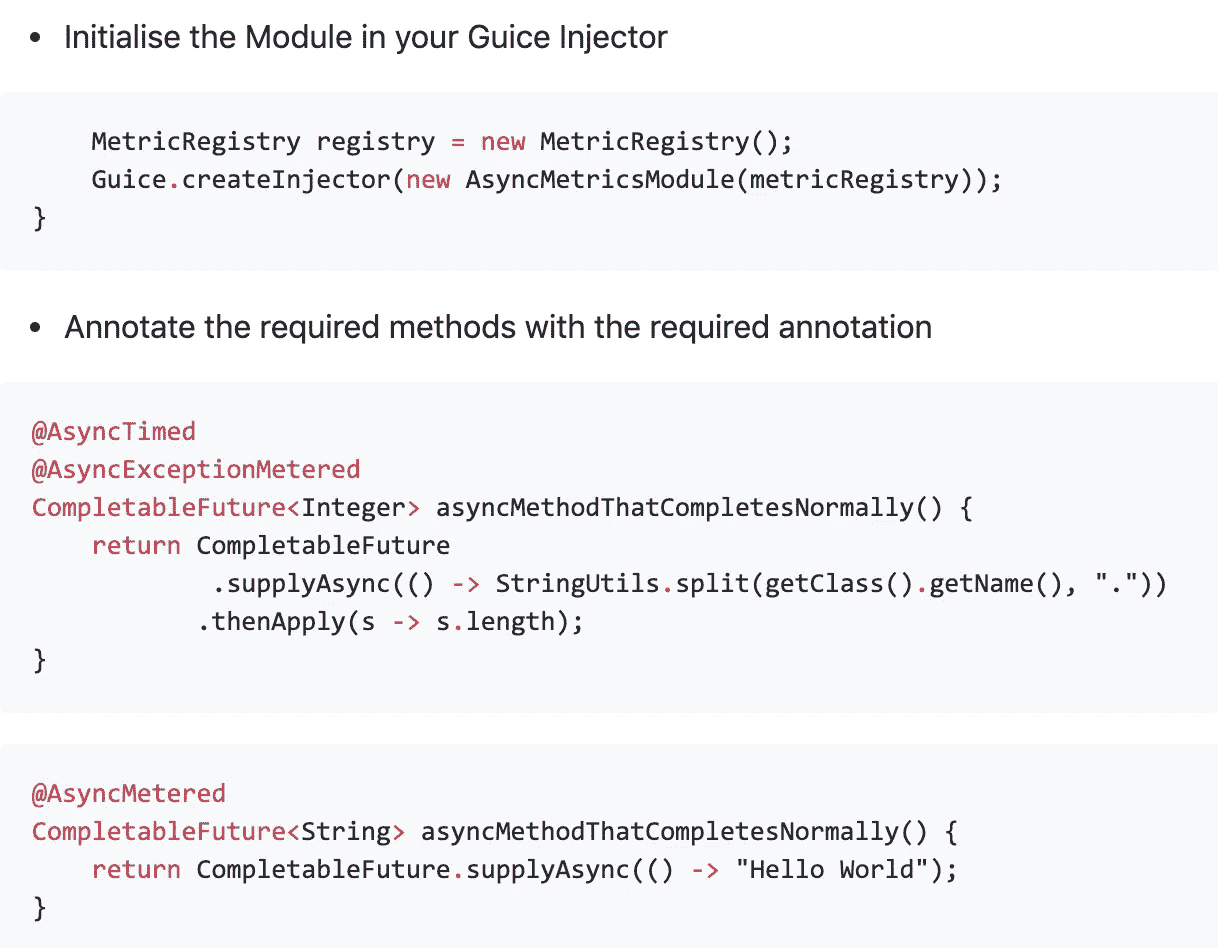 • Initialise the Module in your Guice Injector
    MetricRegistry registry = new MetricRegistry();
    Guice.createInjector(new AsyncMetricsModule(metricRegistry));
}
• Annotate the required methods with the required annotation
@AsyncTimed
@AsyncExceptionMetered
CompletableFuture<Integer> asyncMethodThatCompletesNormally() {
    return CompletableFuture
            .supplyAsync(() -> StringUtils.split(getClass().getName(), "."))
           .thenApply(s -> s.length);
}
@AsyncMetered
CompletableFuture<String> asyncMethodThatCompletesNormally() {
    return CompletableFuture.supplyAsync(() -> "Hello World");
}